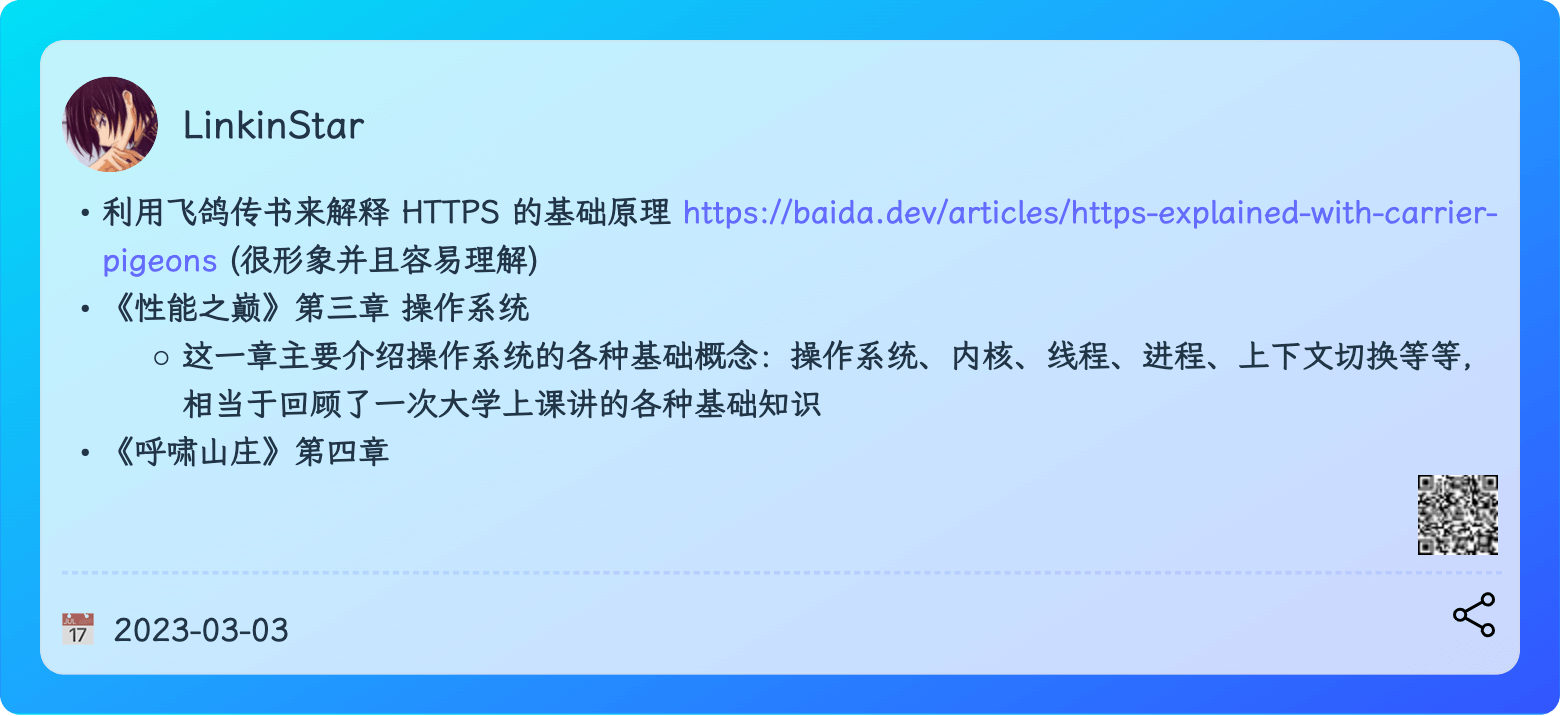 LinkinStar
• 利用飞鸽传书来解释 HTTPS 的基础原理 https://baida.dev/articles/https-explained-with-carrier-
pigeons (很形象并且容易理解)
• 《性能之巅》第三章 操作系统
○ 这一章主要介绍操作系统的各种基础概念：操作系统、内核、线程、进程、上下文切换等等，
相当于回顾了一次大学上课讲的各种基础知识
• 《呼啸山庄》第四章
JUL
17
2023-03-03